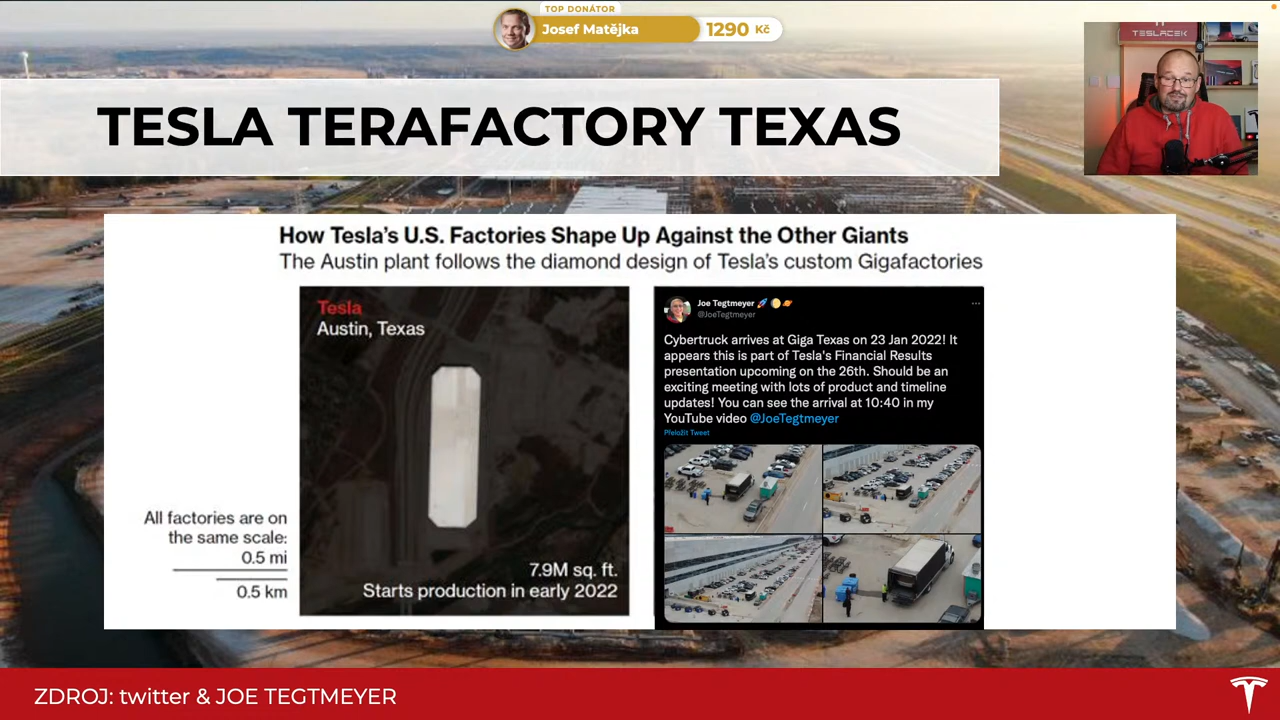 TOP DONÁTOR
Josef Matějka
1290 Kč
TESLACEK
TESLA TERAFACTORY TEXAS
How Tesla's U.S. Factories Shape Up Against the Other Giants
The Austin plant follows the diamond design of Tesla's custom Gigafactories
Tesla
Austin, Texas
All factories are on
the same scale:
0.5 mi
0.5 km
7.9M sq. ft.
Starts production in early 2022
Joe Tegtmeyer 🚀 🌔 🪐
@JoeTegtmeyer
Cybertruck arrives at Giga Texas on 23 Jan 2022! It
appears this is part of Tesla's Financial Results
presentation upcoming on the 26th. Should be an
exciting meeting with lots of product and timeline
updates! You can see the arrival at 10:40 in my
YouTube video @JoeTegtmeyer
Přeložit Tweet
ZDROJ: twitter & JOE TEGTMEYER